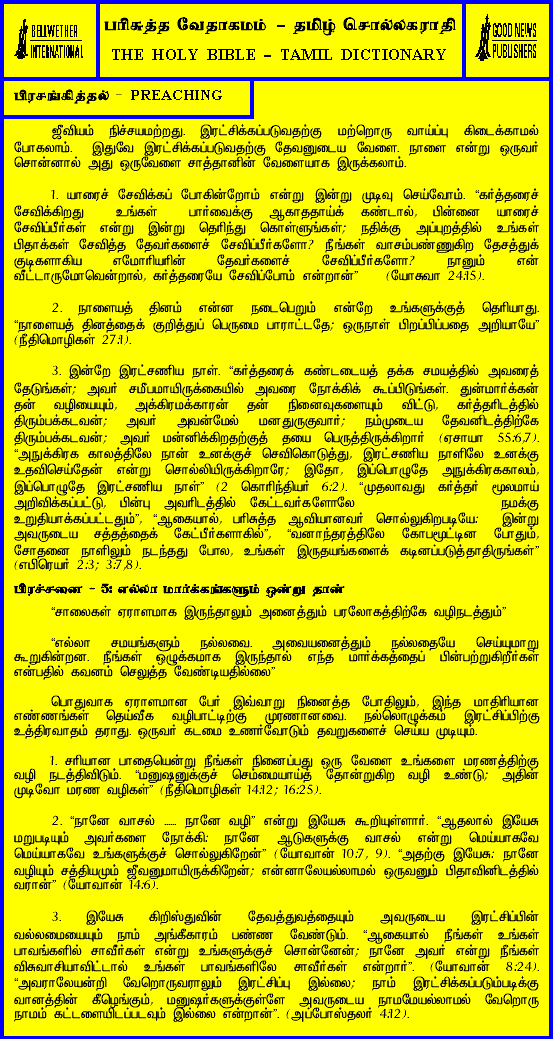 BELLWETHER
INTERNATIONAL
பரிசுத்த வேதாகமம் – தமிழ் சொல்லகராதி
THE HOLY BIBLE – TAMIL DICTIONARY
GOOD NEWS
PUBLISHERS
பிரசங்கித்தல் – PREACHING
ஜீவியம் நிச்சயமற்றது. இரட்சிக்கப்படுவதற்கு மற்றொரு வாய்ப்பு கிடைக்காமல்
போகலாம். இதுவே இரட்சிக்கப்படுவதற்கு தேவனுடைய வேளை. நாளை என்று ஒருவர்
சொன்னால் அது ஒருவேளை சாத்தானின் வேளையாக இருக்கலாம்.
1. யாரைச் சேவிக்கப் போகின்றோம் என்று இன்று முடிவு செய்வோம். “கர்த்தரைச்
சேவிக்கிறது உங்கள் பார்வைக்கு ஆகாததாய்க் கண்டால், பின்னை யாரைச்
சேவிப்பீர்கள் என்று இன்று தெரிந்து கொள்ளுங்கள்; நதிக்கு அப்புறத்தில் உங்கள்
பிதாக்கள் சேவித்த தேவர்களைச் சேவிப்பீர்களோ? நீங்கள் வாசம்பண்ணுகிற தேசத்துக்
குடிகளாகிய எமோரியரின் தேவர்களைச் சேவிப்பீர்களோ? நானும் என்
வீட்டாருமோவென்றால், கர்த்தரையே சேவிப்போம் என்றான்” (யோசுவா 24:15).
2. நாளையத் தினம் என்ன நடைபெறும் என்றே உங்களுக்குத் தெரியாது.
“நாளையத் தினத்தைக் குறித்துப் பெருமை பாராட்டதே; ஒருநாள் பிறப்பிப்பதை அறியாயே”
(நீதிமொழிகள் 27:1).
3. இன்றே இரட்சணிய நாள். “கர்த்தரைக் கண்டடையத் தக்க சமயத்தில் அவரைத்
தேடுங்கள்; அவர் சமீபமாயிருக்கையில் அவரை நோக்கிக் கூப்பிடுங்கள். துன்மார்க்கன்
தன் வழியையும், அக்கிரமக்காரன் தன் நினைவுகளையும் விட்டு, கர்த்தரிடத்தில்
திரும்பக்கடவன்; அவர் அவன்மேல் மனதுருகுவார்; நம்முடைய தேவனிடத்திற்கே
திரும்பக்கடவன்; அவர் மன்னிக்கிறதற்குத் தயை பெருத்திருக்கிறார் (ஏசாயா 55:6,7).
“அநுக்கிரக காலத்திலே நான் உனக்குச் செவிகொடுத்து, இரட்சணிய நாளிலே உனக்கு
உதவிசெய்தேன் என்று சொல்லியிருக்கிறாரே; இதோ, இப்பொழுதே அநுக்கிரககாலம்,
இப்பொழுதே இரட்சணிய நாள்” (2 கொரிந்தியர் 6:2). “முதலாவது கர்த்தர் மூலமாய்
அறிவிக்கப்பட்டு, பின்பு அவரிடத்தில் கேட்டவர்களோலே நமக்கு
உறுதியாக்கப்பட்டதும்”, “ஆகையால், பரிசுத்த ஆவியானவர் சொல்லுகிறபடியே: இன்று
அவருடைய சத்தத்தைக் கேட்பீர்களாகில்”, “வனாந்தரத்திலே கோபமூட்டின போதும்,
சோதனை நாளிலும் நடந்தது போல, உங்கள் இருதயங்களைக் கடினப்படுத்தாதிருங்கள்”
(எபிரெயர் 2:3; 3:7,8).
பிரச்சனை – 5: எல்லா மார்க்கங்களும் ஒன்று தான்
“சாலைகள் ஏராளமாக இருந்தாலும் அனைத்தும் பரலோகத்திற்கே வழிநடத்தும்”
“எல்லா சமயங்களும் நல்லவை. அவையனைத்தும் நல்லதையே செய்யுமாறு
கூறுகின்றன. நீங்கள் ஒழுக்கமாக இருந்தால் எந்த மார்க்கத்தைப் பின்பற்றுகிறீர்கள்
என்பதில் கவனம் செலுத்த வேண்டியதில்லை”
பொதுவாக ஏராளமான பேர் இவ்வாறு நினைத்த போதிலும், இந்த மாதிரியான
எண்ணங்கள் தெய்வீக வழிபாட்டிற்கு முரணானவை. நல்லொழுக்கம் இரட்சிப்பிற்கு
உத்திரவாதம் தராது. ஒருவர் கடமை உணர்வோடும் தவறுகளைச் செய்ய முடியும்.
1. சரியான பாதையென்று நீங்கள் நினைப்பது ஒரு வேளை உங்களை மரணத்திற்கு
வழி நடத்திவிடும். “மனுஷனுக்குச் செம்மையாய்த் தோன்றுகிற வழி உண்டு; அதின்
முடிவோ மரண வழிகள்” (நீதிமொழிகள் 14:12; 16:25).
2. “நானே வாசல் ...... நானே வழி” என்று இயேசு கூறியுள்ளார். “ஆதலால் இயேசு
மறுபடியும் அவர்களை நோக்கி: நானே ஆடுகளுக்கு வாசல் என்று மெய்யாகவே
மெய்யாகவே உங்களுக்குச் சொல்லுகிறேன்” (யோவான் 10:7, 9). “அதற்கு இயேசு: நானே
வழியும் சத்தியமும் ஜீவனுமாயிருக்கிறேன்; என்னாலேயல்லாமல் ஒருவனும் பிதாவினிடத்தில்
வரான்” (யோவான் 14:6).
3. இயேசு கிறிஸ்துவின் தேவத்துவத்தையும் அவருடைய இரட்சிப்பின்
வல்லமையையும் நாம் அங்கீகாரம் பண்ண வேண்டும். “ஆகையால் நீங்கள் உங்கள்
பாவங்களில் சாவீர்கள் என்று உங்களுக்குச் சொன்னேன்; நானே அவர் என்று நீங்கள்
விசுவாசியாவிட்டால் உங்கள் பாவங்களிலே சாவீர்கள் என்றார்”. (யோவான் 8:24).
“அவராலேயன்றி வேறொருவராலும் இரட்சிப்பு இல்லை; நாம் இரட்சிக்கப்படும்படிக்கு
வானத்தின் கீழெங்கும், மனுஷர்களுக்குள்ளே அவருடைய நாமமேயல்லாமல் வேறொரு
நாமம் கட்டளையிடப்படவும் இல்லை என்றான்”. (அப்போஸ்தலர் 4:12).